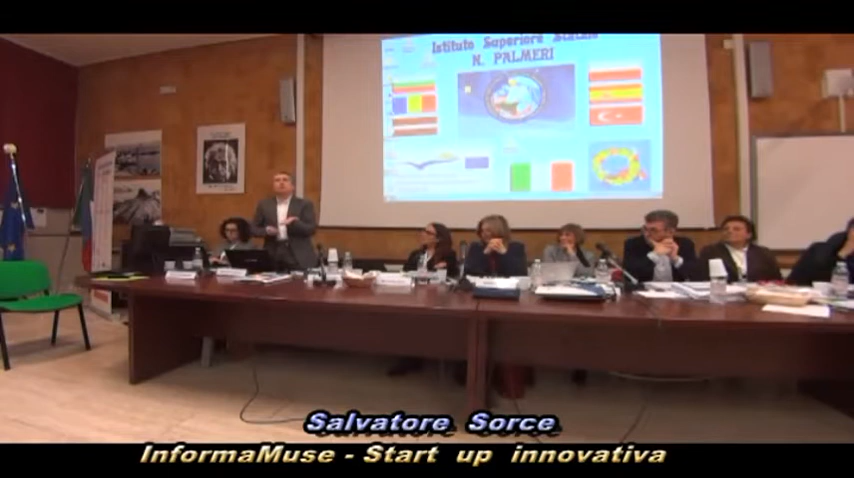 Istituto Superiore Statale
N. PALMERI
Salvatore Sorce
InformaMuse - Start up innovativa